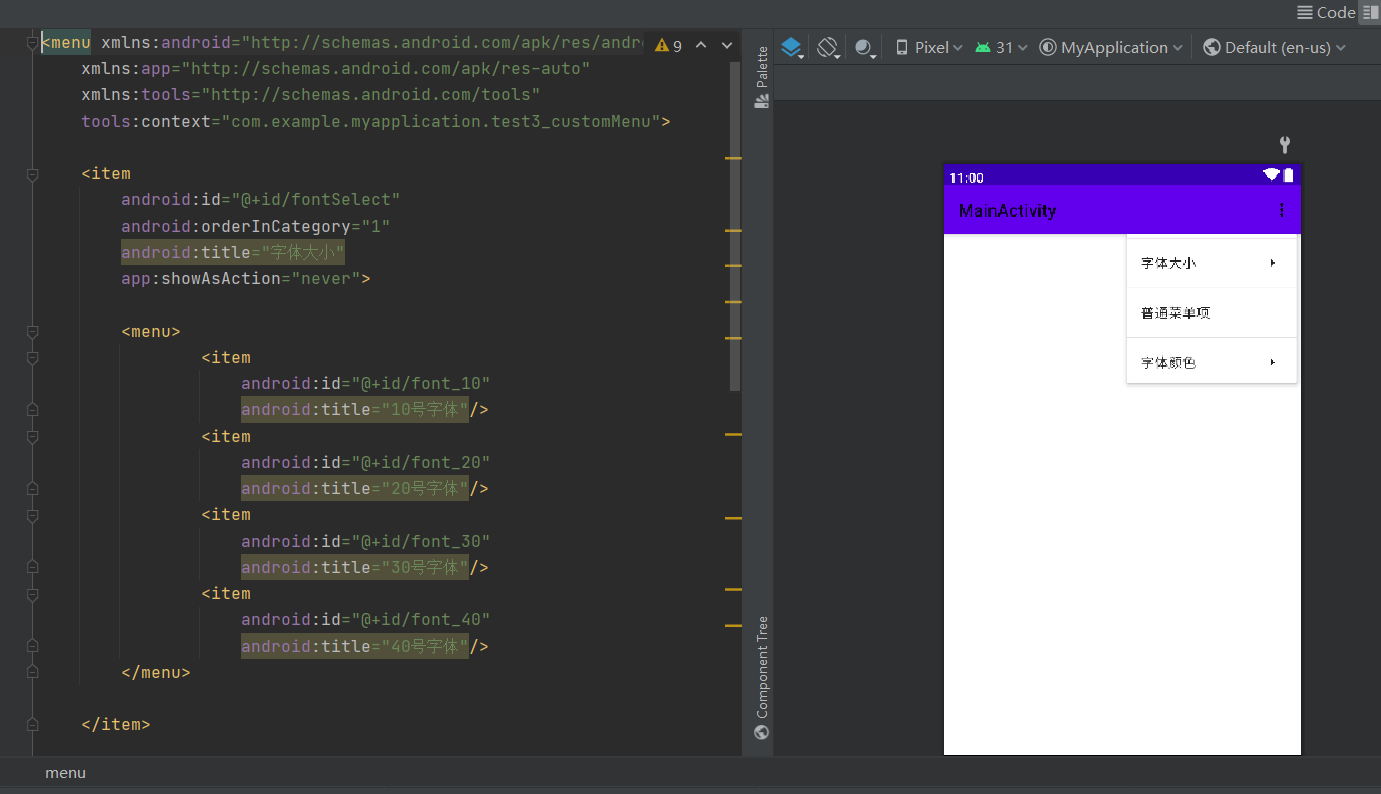 Code
<menu xmlns:android="http://schemas.android.com/apk/res/andr
9
xmlns:app="http://schemas.android.com/apk/res-auto"
xmlns:tools="http://schemas.android.com/tools"
tools:context="com.example.myapplication.test3_customMenu">
<item
android:id="@+id/fontSelect"
android:orderInCategory="1"
android:title="字体大小"
app:showAsAction="never">
<menu>
<item
android:id="@+id/font_10"
android:title="10号字体"/>
<item
android:id="@+id/font_20"
android:title="20号字体"/>
<item
android:id="@+id/font_30"
android:title="30号字体"/>
<item
android:id="@+id/font_40"
android:title="40号字体"/>
</menu>
</item>
menu
Palette
Component Tree
Pixel
31
MyApplication
Default (en-us)
11:00
MainActivity
字体大小
普通菜单项
字体颜色